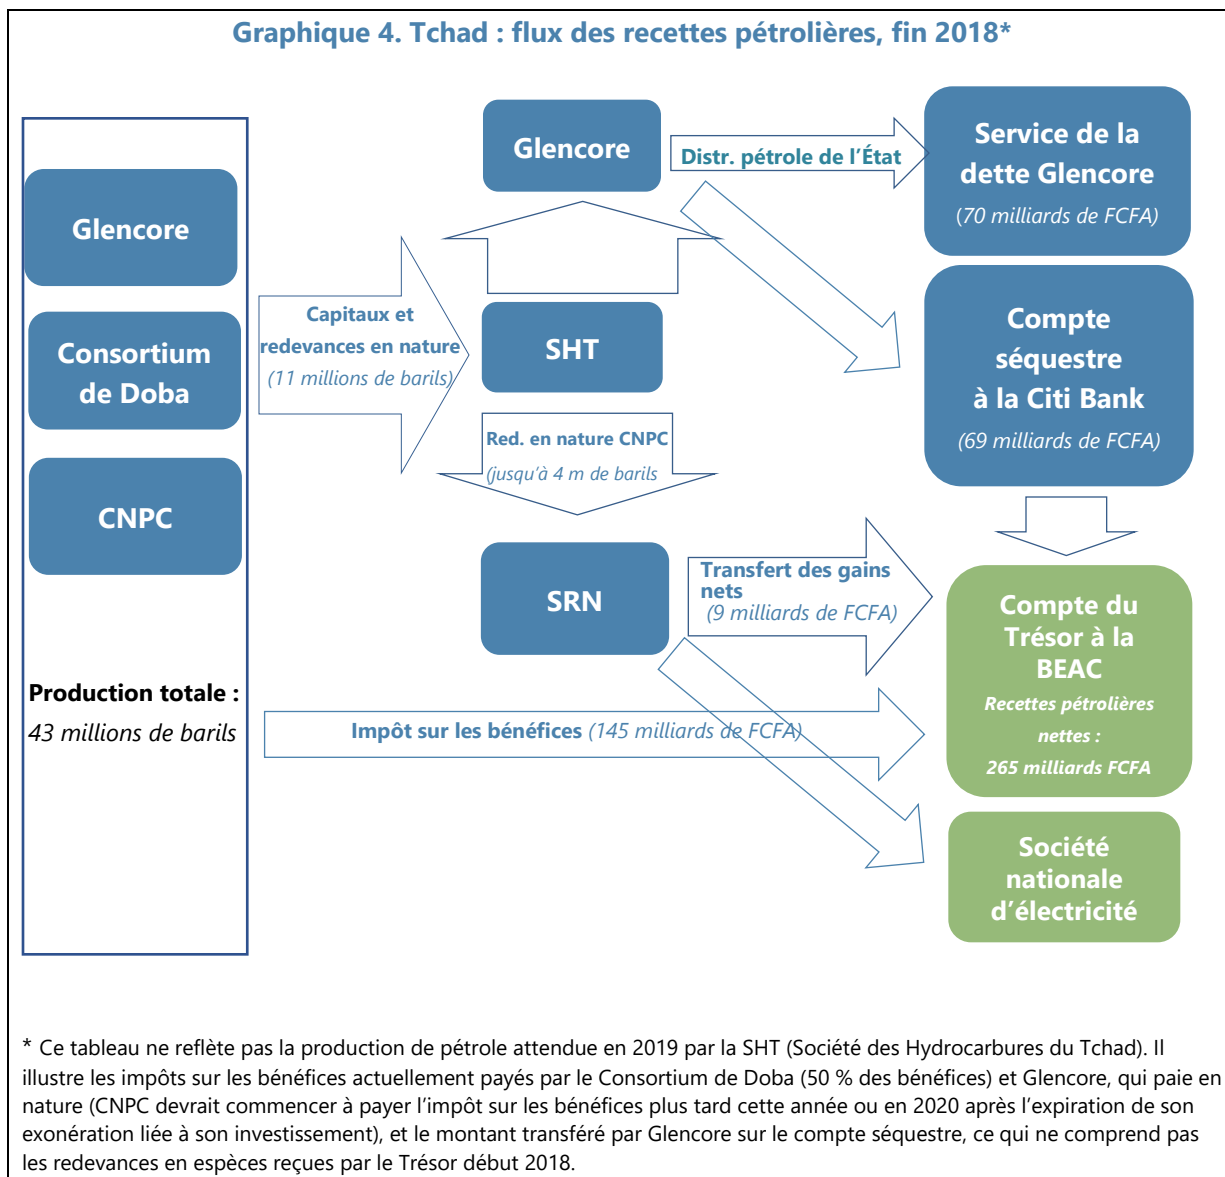 Graphique 4. Tchad : flux des recettes pétrolières, fin 2018*
Glencore
Consortium
de Doba
CNPC
Production totale :
43 millions de barils
Capitaux et
redevances en nature
(11 millions de barils)
Glencore
SHT
Red. en nature CNPC
(jusqu’à 4 m de barils
SRN
Distr. pétrole de l’État
Transfert des gains
nets
(9 milliards de FCFA)
Impôt sur les bénéfices (145 milliards de FCFA)
Service de la
dette Glencore
(70 milliards de FCFA)
Compte
séquestre
à la Citi Bank
(69 milliards de FCFA)
Compte du
Trésor à la
BEAC
Recettes pétrolières
nettes :
265 milliards FCFA
Société
nationale
d’électricité
* Ce tableau ne reflète pas la production de pétrole attendue en 2019 par la SHT (Société des Hydrocarbures du Tchad). Il
illustre les impôts sur les bénéfices actuellement payés par le Consortium de Doba (50 % des bénéfices) et Glencore, qui paie en
nature (CNPC devrait commencer à payer l’impôt sur les bénéfices plus tard cette année ou en 2020 après l’expiration de son
exonération liée à son investissement), et le montant transféré par Glencore sur le compte séquestre, ce qui ne comprend pas
les redevances en espèces reçues par le Trésor début 2018.